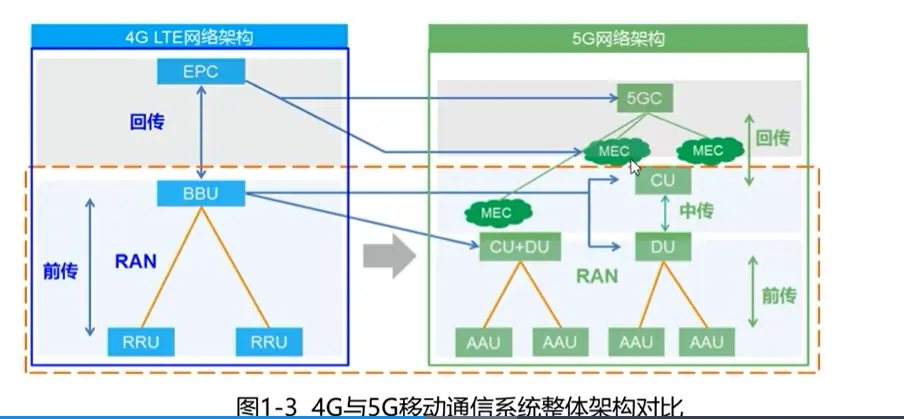 4G LTE网络架构
EPC
回传
BBU
前传
RAN
RRU
RRU
5G网络架构
5GC
回传
MEC
MEC
CU
中传
MEC
CU+DU
DU
RAN
前传
AAU
AAU
AAU
AAU
图1-3 4G与5G移动通信系统整体架构对比